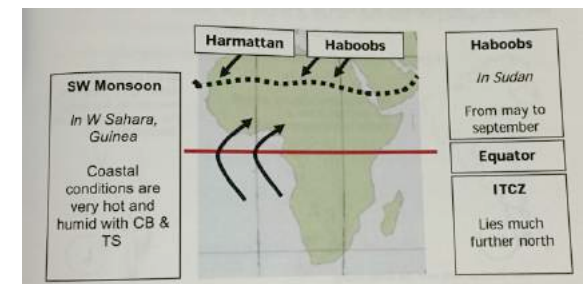 Harmattan
Haboobs
SW Monsoon
In W Sahara,
Guinea
Coastal
conditions are
very hot and
humid with CB &
TS
Haboobs
In Sudan
From may to
september
Equator
ITCZ
Lies much
further north